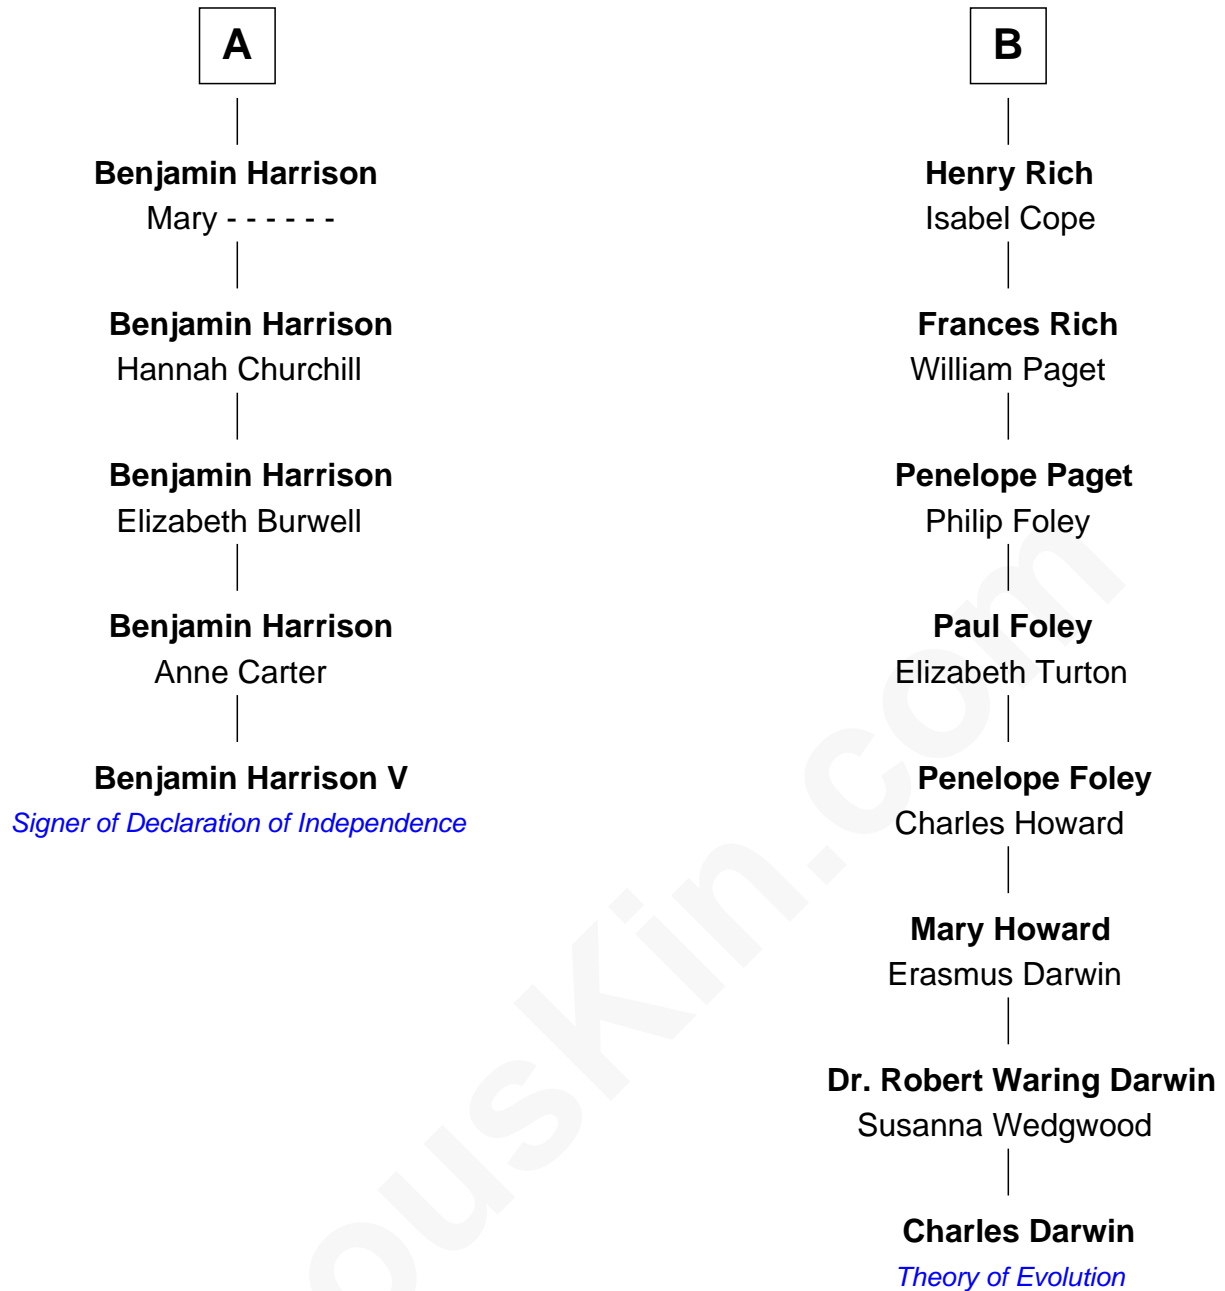 A
Benjamin Harrison
Mary - - - - - -
Benjamin Harrison
Hannah Churchill
Benjamin Harrison
Elizabeth Burwell
Benjamin Harrison
Anne Carter
Benjamin Harrison V
Signer of Declaration of Independence
B
Henry Rich
Isabel Cope
Frances Rich
William Paget
Penelope Paget
Philip Foley
Paul Foley
Elizabeth Turton
Penelope Foley
Charles Howard
Mary Howard
Erasmus Darwin
Dr. Robert Waring Darwin
Susanna Wedgwood
Charles Darwin
Theory of Evolution
ousKin.com